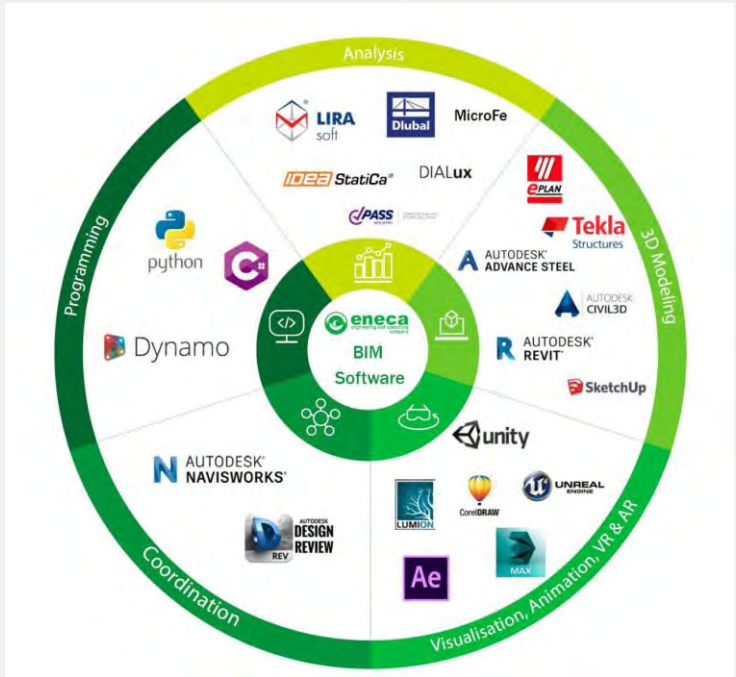 Analysis
LIRA
soft
Dlubal
MicroFe
IDEA StatiCa®
DIALux
PASS
3D Modeling
EPLAN
Tekla
Structures
AUTODESK®
ADVANCE STEEL
AUTODESK®
CIVIL3D
AUTODESK®
REVIT®
SketchUp
Programming
python
C#
Dynamo
eneca
BIM
Software
</>
Coordination
AUTODESK®
NAVISWORKS®
REV
AUTODESK®
DESIGN
REVIEW
Visualisation, Animation, VR & AR
unity
LUMION
CorelDRAW
UNREAL
ENGINE
Ae
MAX